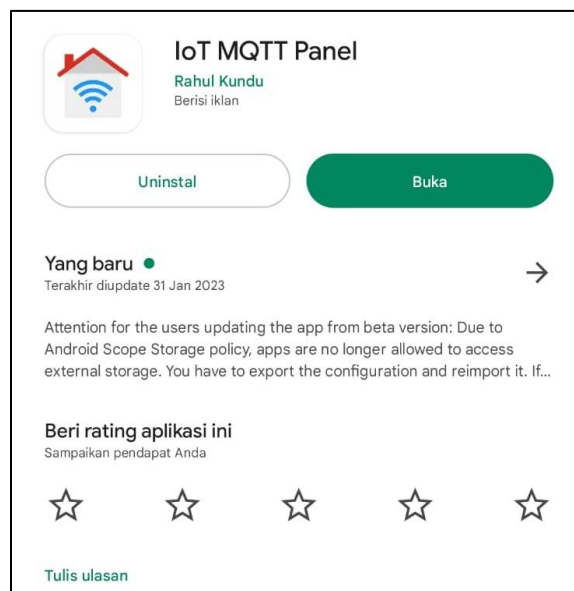 IoT MQTT Panel
Rahul Kundu
Berisi iklan
Uninstal
Buka
Yang baru
Terakhir diupdate 31 Jan 2023
Attention for the users updating the app from beta version: Due to
Android Scope Storage policy, apps are no longer allowed to access
external storage. You have to export the configuration and reimport it. If...
Beri rating aplikasi ini
Sampaikan pendapat Anda
Tulis ulasan